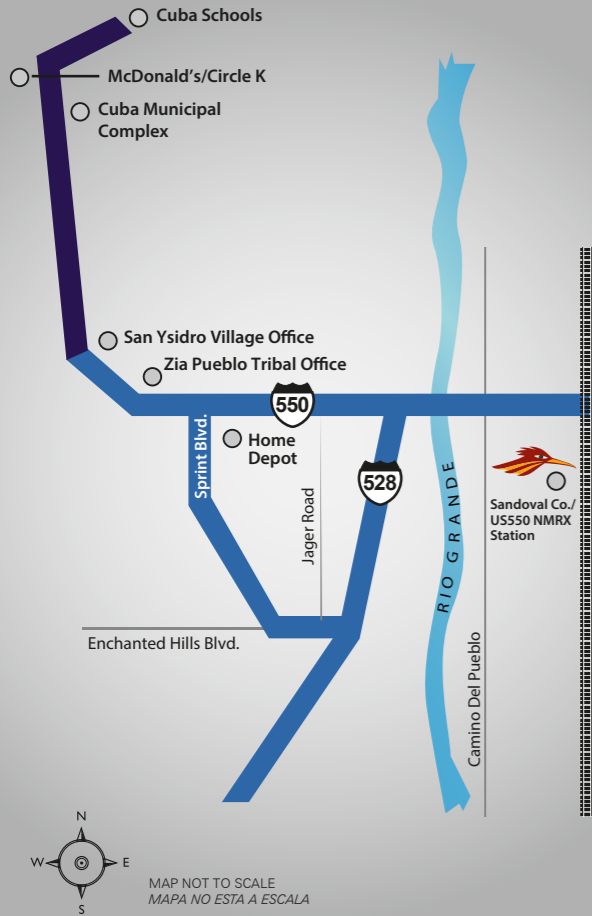 Cuba Schools
McDonald's/Circle K
Cuba Municipal
Complex
San Ysidro Village Office
Zia Pueblo Tribal Office
550
Sprint Blvd.
Home
Depot
528
Jager Road
RIO GRANDE
Sandoval Co./
US550 NMRX
Station
Enchanted Hills Blvd.
Camino Del Pueblo
N
W
E
S
MAP NOT TO SCALE
MAPA NO ESTA A ESCALA